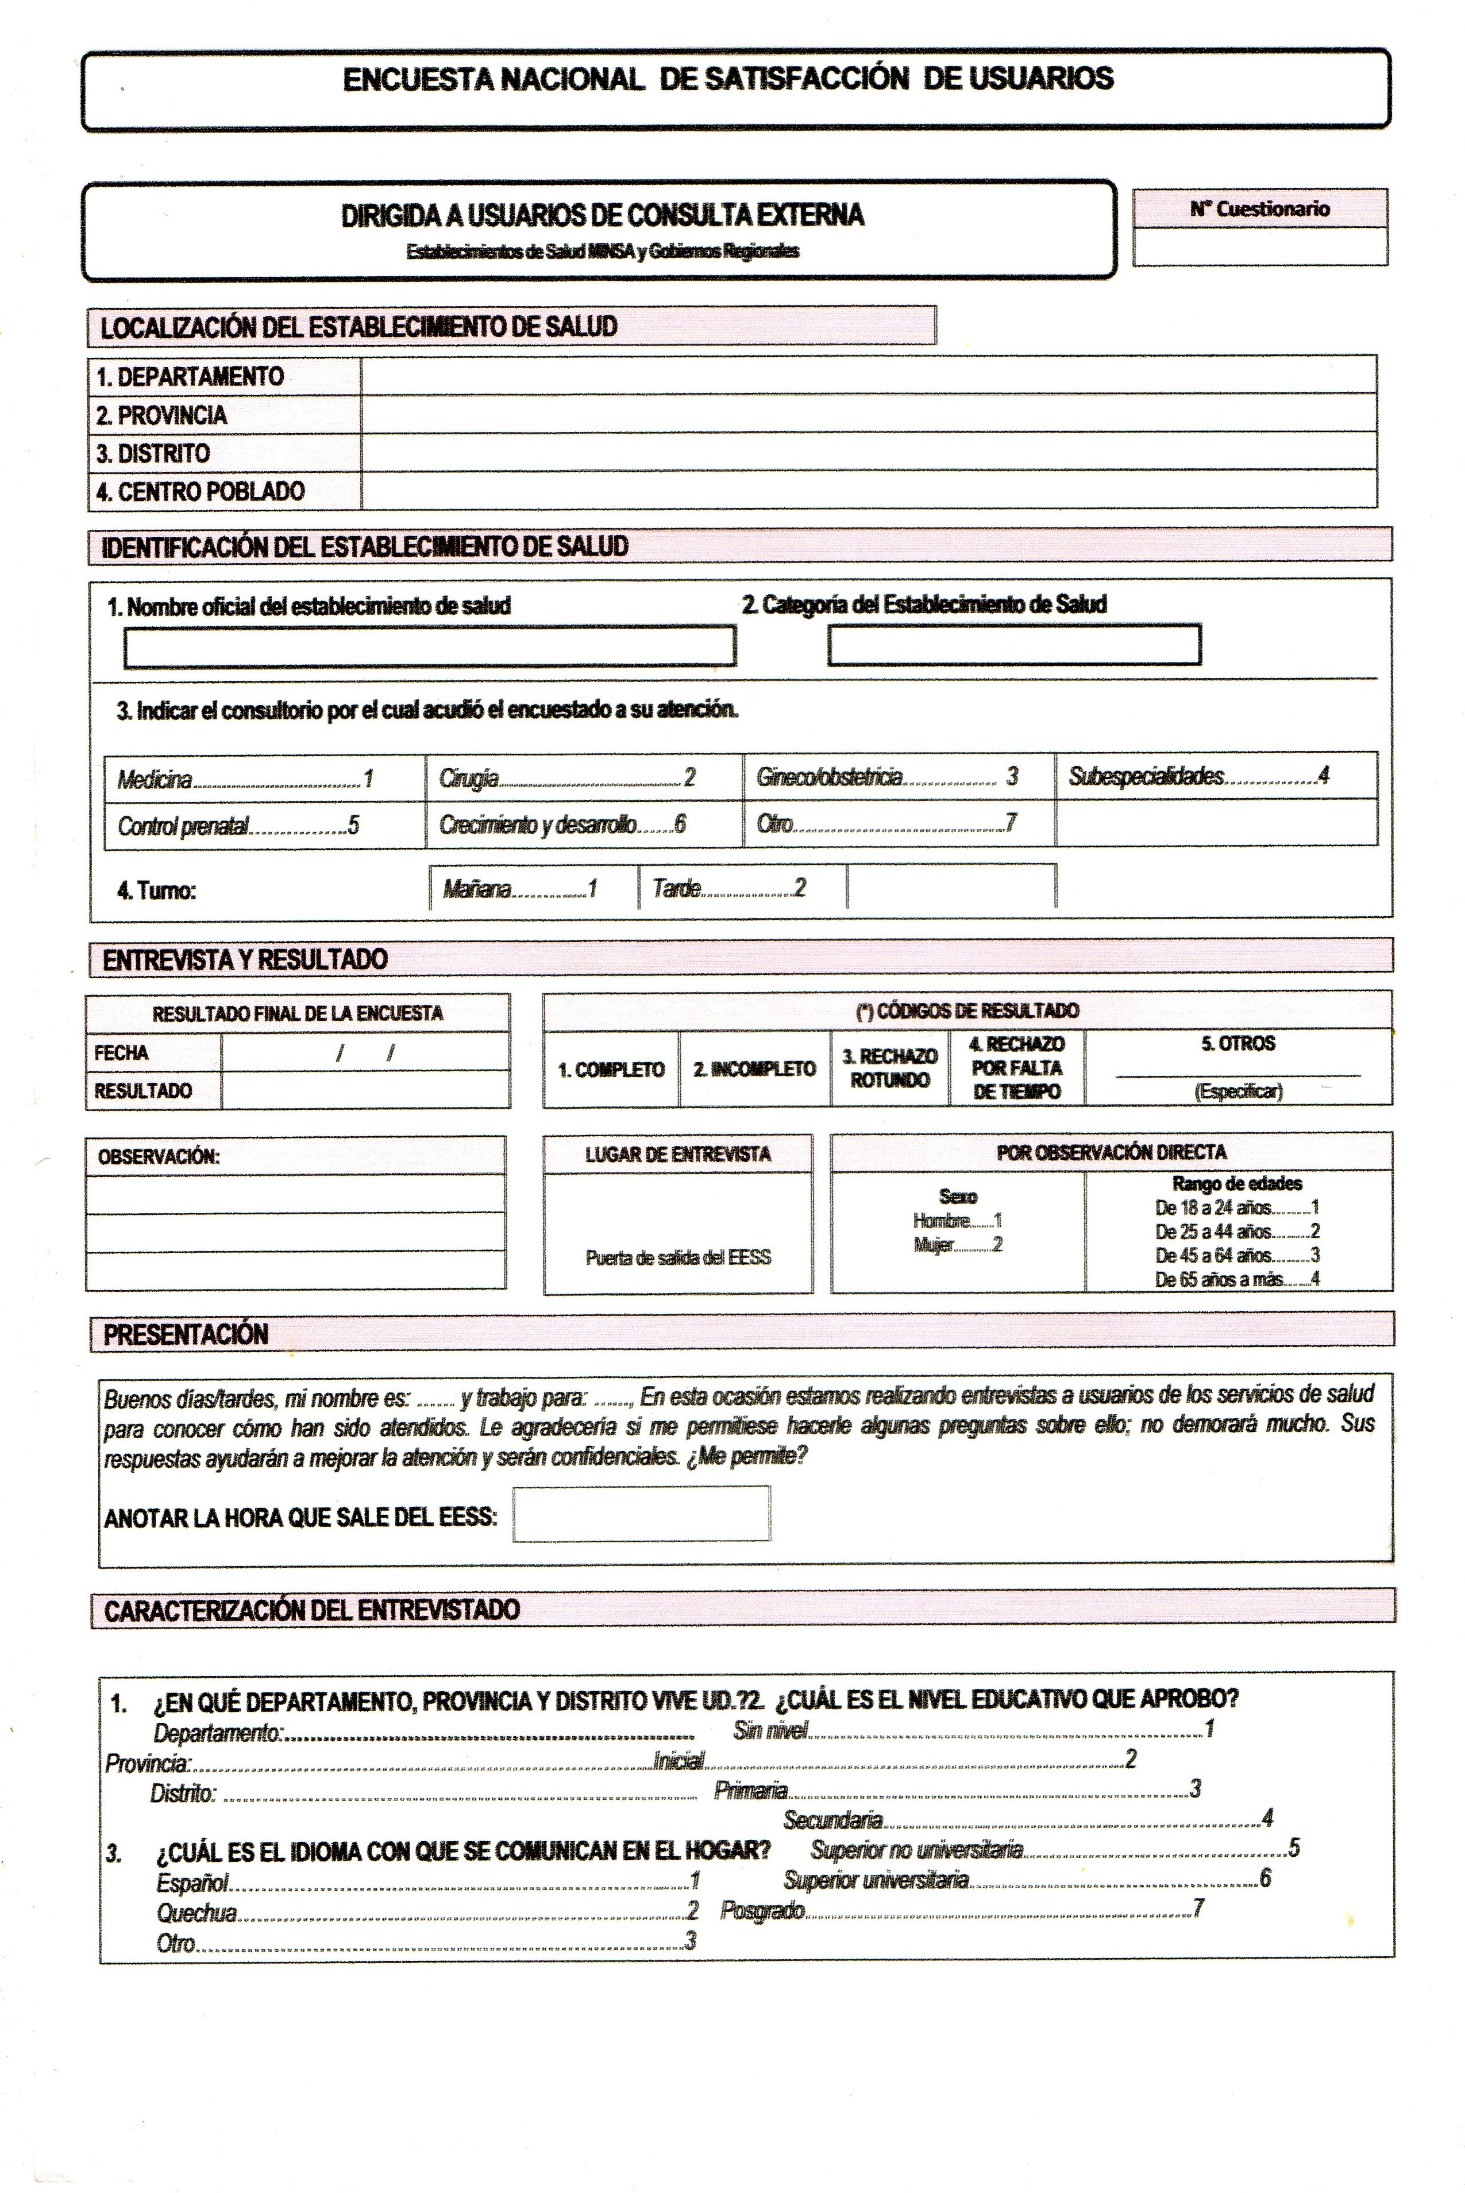 ENCUESTA NACIONAL DE SATISFACCIÓN DE USUARIOS
DIRIGIDA A USUARIOS DE CONSULTA EXTERNA
Establecimientos de Salud MINSA y Gobiernos Regionales
N° Cuestionario
LOCALIZACIÓN DEL ESTABLECIMIENTO DE SALUD
1. DEPARTAMENTO
2. PROVINCIA
3. DISTRITO
4. CENTRO POBLADO
IDENTIFICACIÓN DEL ESTABLECIMIENTO DE SALUD
1. Nombre oficial del establecimiento de salud 2. Categoría del Establecimiento de Salud
3. Indicar el consultorio por el cual acudió el encuestado a su atención.
Medicina..................1 Cirugía..................2 Gineco/obstetricia.................. 3 Subespecialidades..................4
Control prenatal..................5 Crecimiento y desarrollo......6 Otro..................7
4. Turno: Mañana..............1 Tarde..................2
ENTREVISTA Y RESULTADO
RESULTADO FINAL DE LA ENCUESTA
FECHA / /
RESULTADO
(*) CÓDIGOS DE RESULTADO
1. COMPLETO
2. INCOMPLETO
3. RECHAZO
ROTUNDO
4. RECHAZO
POR FALTA
DE TIEMPO
5. OTROS
(Especificar)
OBSERVACIÓN:
LUGAR DE ENTREVISTA
Puerta de salida del EESS
POR OBSERVACIÓN DIRECTA
Sexo
Hombre......1
Mujer..........2
Rango de edades
De 18 a 24 años.........1
De 25 a 44 años.........2
De 45 a 64 años.........3
De 65 años a más......4
PRESENTACIÓN
Buenos días/tardes, mi nombre es: ...... y trabajo para: ......, En esta ocasión estamos realizando entrevistas a usuarios de los servicios de salud
para conocer cómo han sido atendidos. Le agradecería si me permitiese hacerle algunas preguntas sobre ello; no demorará mucho. Sus
respuestas ayudarán a mejorar la atención y serán confidenciales. ¿Me permite?
ANOTAR LA HORA QUE SALE DEL EESS:
CARACTERIZACIÓN DEL ENTREVISTADO
1. ¿EN QUÉ DEPARTAMENTO, PROVINCIA Y DISTRITO VIVE UD.?2. ¿CUÁL ES EL NIVEL EDUCATIVO QUE APROBO?
Departamento:.................. Sin nivel..................1
Provincia:..................Inicial..................2
Distrito: .................. Primaria..................3
Secundaria..................4
3. ¿CUÁL ES EL IDIOMA CON QUE SE COMUNICAN EN EL HOGAR? Superior no universitaria..................5
Español..................1 Superior universitaria..................6
Quechua..................2 Posgrado..................7
Otro..................3